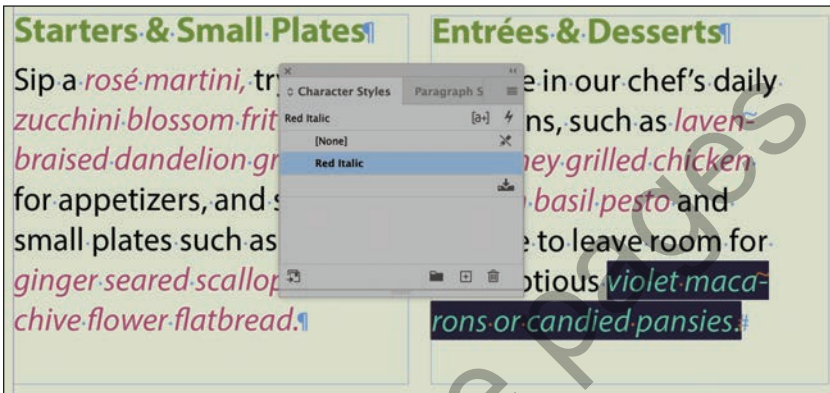 Starters & Small Plates¶
Sip a rosé martini, tr
zucchini blossom frit
braised dandelion gr
for appetizers, and s
small plates such as
ginger seared scallop
chive flower flatbread.¶
Character Styles Paragraph S
Red Italic [a+]
[None]
Red Italic
Entrées & Desserts¶
e in our chef's daily
ns, such as laven-
ney grilled chicken
basil pesto and
e to leave room for
ptious violet maca-
rons or candied pansies.#
e pages